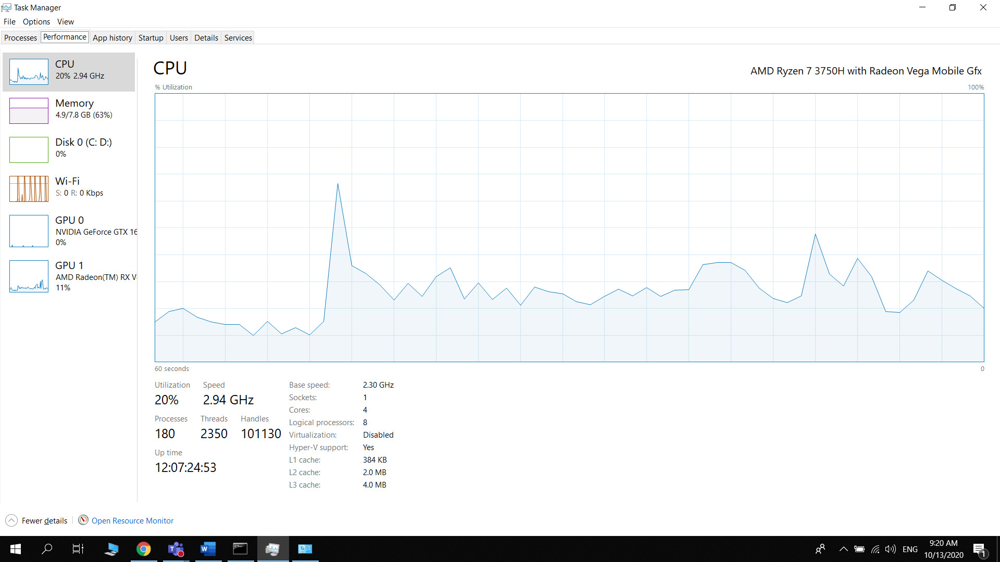 Task Manager
File Options View
Processes Performance App history Startup Users Details Services
CPU
20% 2.94 GHz
Memory
4.9/7.8 GB (63%)
Disk 0 (C: D:)
0%
Wi-Fi
S: 0 R: 0 Kbps
GPU 0
NVIDIA GeForce GTX 16
0%
GPU 1
AMD Radeon(TM) RX V
11%
CPU
AMD Ryzen 7 3750H with Radeon Vega Mobile Gfx
% Utilization 100%
60 seconds 0
Utilization Speed
20% 2.94 GHz
Processes Threads Handles
180 2350 101130
Up time
12:07:24:53
Base speed: 2.30 GHz
Sockets: 1
Cores: 4
Logical processors: 8
Virtualization: Disabled
Hyper-V support: Yes
L1 cache: 384 KB
L2 cache: 2.0 MB
L3 cache: 4.0 MB
Fewer details Open Resource Monitor
ENG
9:20 AM
10/13/2020
1